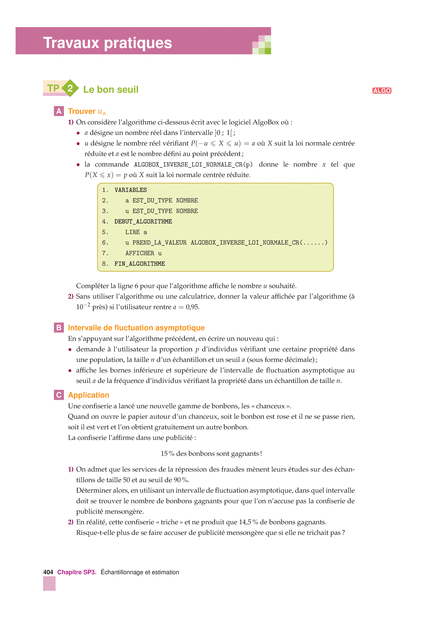 Travaux pratiques
TP 2 Le bon seuil
ALGO
A Trouver uₙ
1) On considère l'algorithme ci-dessous écrit avec le logiciel AlgoBox où :
• a désigne un nombre réel dans l'intervalle ]0 ; 1[ ;
• u désigne le nombre réel vérifiant P(−u ⩽ X ⩽ u) = a où X suit la loi normale centrée
réduite et a est le nombre défini au point précédent ;
• la commande ALGOBOX_INVERSE_LOI_NORMALE_CR(p) donne le nombre x tel que
P(X ⩽ x) = p où X suit la loi normale centrée réduite.
1. VARIABLES
2. a EST_DU_TYPE NOMBRE
3. u EST_DU_TYPE NOMBRE
4. DEBUT_ALGORITHME
5. LIRE a
6. u PREND_LA_VALEUR ALGOBOX_INVERSE_LOI_NORMALE_CR(......)
7. AFFICHER u
8. FIN_ALGORITHME
Compléter la ligne 6 pour que l'algorithme affiche le nombre u souhaité.
2) Sans utiliser l'algorithme ou une calculatrice, donner la valeur affichée par l'algorithme (à
10⁻² près) si l'utilisateur rentre a = 0,95.
B Intervalle de fluctuation asymptotique
En s'appuyant sur l'algorithme précédent, en écrire un nouveau qui :
• demande à l'utilisateur la proportion p d'individus vérifiant une certaine propriété dans
une population, la taille n d'un échantillon et un seuil a (sous forme décimale) ;
• affiche les bornes inférieure et supérieure de l'intervalle de fluctuation asymptotique au
seuil a de la fréquence d'individus vérifiant la propriété dans un échantillon de taille n.
C Application
Une confiserie a lancé une nouvelle gamme de bonbons, les « chanceux ».
Quand on ouvre le papier autour d'un chanceux, soit le bonbon est rose et il ne se passe rien,
soit il est vert et l'on obtient gratuitement un autre bonbon.
La confiserie l'affirme dans une publicité :
15 % des bonbons sont gagnants !
1) On admet que les services de la répression des fraudes mènent leurs études sur des échan-
tillons de taille 50 et au seuil de 90 %.
Déterminer alors, en utilisant un intervalle de fluctuation asymptotique, dans quel intervalle
doit se trouver le nombre de bonbons gagnants pour que l'on n'accuse pas la confiserie de
publicité mensongère.
2) En réalité, cette confiserie « triche » et ne produit que 14,5 % de bonbons gagnants.
Risque-t-elle plus de se faire accuser de publicité mensongère que si elle ne trichait pas ?
404 Chapitre SP3. Échantillonnage et estimation